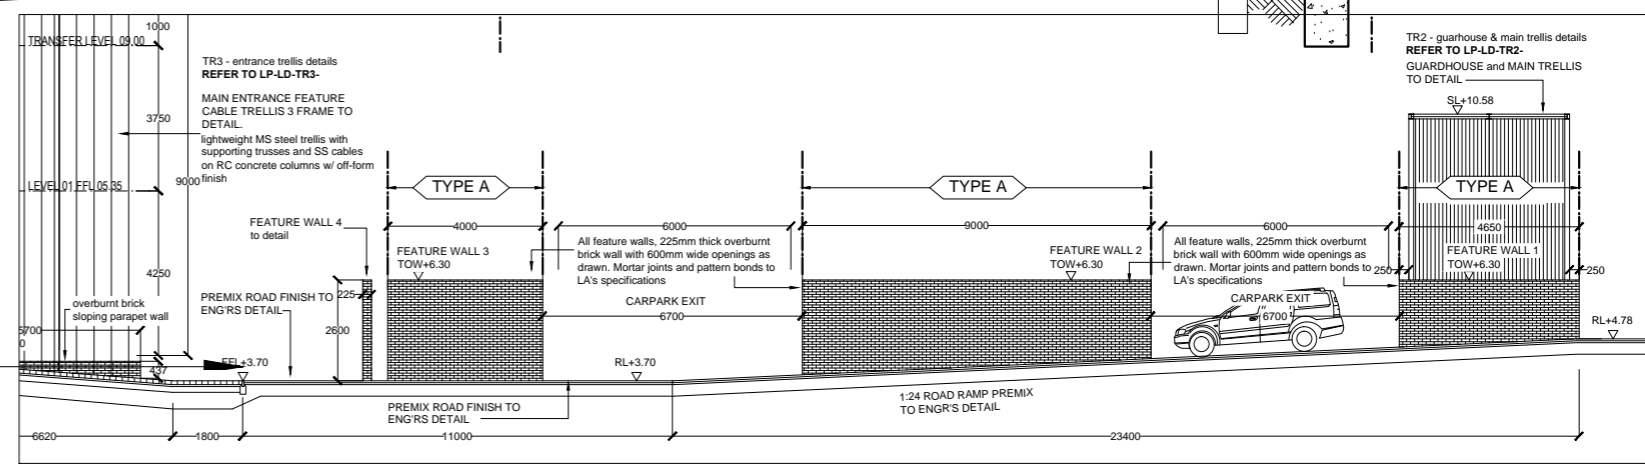 1000
TRANSFER LEVEL 09.00
TR3 - entrance trellis details
REFER TO LP-LD-TR3-
MAIN ENTRANCE FEATURE
CABLE TRELLIS 3 FRAME TO
DETAIL.
lightweight MS steel trellis with
supporting trusses and SS cables
on RC concrete columns w/ off-form
finish
3750
9000
LEVEL 01 FFL 05.35
4250
FEATURE WALL 4
to detail
overburnt brick
sloping parapet wall
5700
0
437
PREMIX ROAD FINISH TO
ENG'RS DETAIL
225
2600
FFL+3.70
TYPE A
4000
FEATURE WALL 3
TOW+6.30
6000
All feature walls, 225mm thick overburnt
brick wall with 600mm wide openings as
drawn. Mortar joints and pattern bonds to
LA's specifications
CARPARK EXIT
6700
RL+3.70
PREMIX ROAD FINISH TO
ENG'RS DETAIL
TYPE A
9000
FEATURE WALL 2
TOW+6.30
6000
All feature walls, 225mm thick overburnt
brick wall with 600mm wide openings as
drawn. Mortar joints and pattern bonds to
LA's specifications
CARPARK EXIT
6700
1:24 ROAD RAMP PREMIX
TO ENGR'S DETAIL
TR2 - guarhouse & main trellis details
REFER TO LP-LD-TR2-
GUARDHOUSE and MAIN TRELLIS
TO DETAIL
SL+10.58
TYPE A
4650
FEATURE WALL 1
TOW+6.30
250
250
RL+4.78
6620
1800
11000
23400